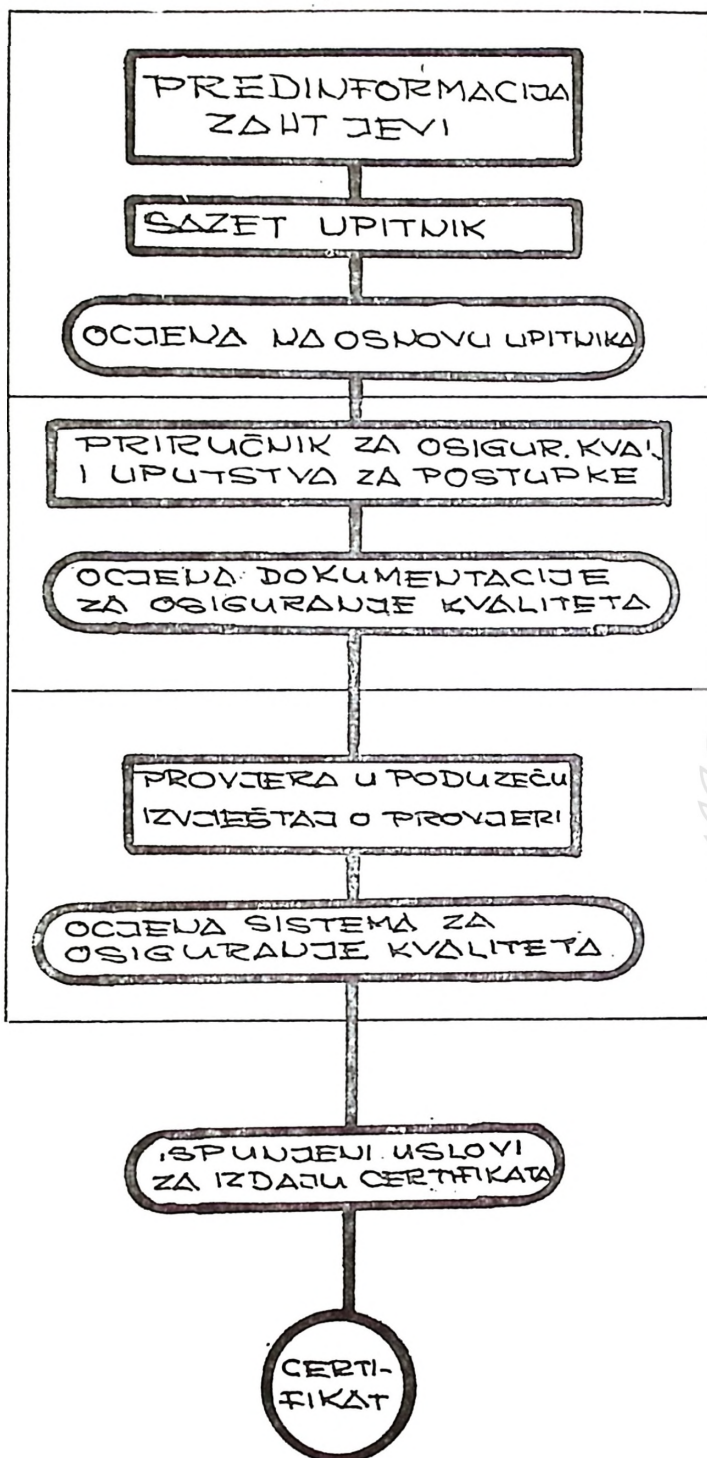 PREDINFORMACIJA
ZAHTJEVI
SAZET UPITNIK
OCJENA NA OSNOVU UPITNIKA
PRIRUČNIK ZA OSIGUR. KVAL.
I UPUTSTVA ZA POSTUPKE
OCJENA DOKUMENTACIJE
ZA OSIGURANJE KVALITETA
PROVJERA U PODUZEĆU
IZVJEŠTAJ O PROVJERI
OCJENA SISTEMA ZA
OSIGURANJE KVALITETA
ISPUNJENI USLOVI
ZA IZDAJU CERTIFIKATA
CERTI-
FIKAT